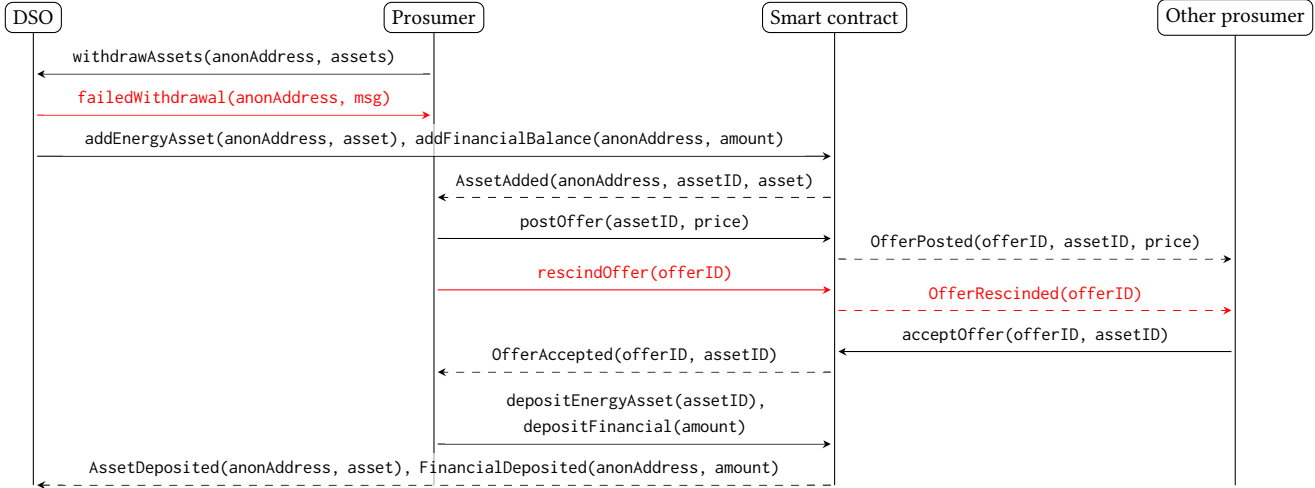 DSO
Prosumer
Smart contract
Other prosumer
withdrawAssets(anonAddress, assets)
failedWithdrawal(anonAddress, msg)
addEnergyAsset(anonAddress, asset), addFinancialBalance(anonAddress, amount)
AssetAdded(anonAddress, assetID, asset)
postOffer(assetID, price)
OfferPosted(offerID, assetID, price)
rescindOffer(offerID)
OfferRescinded(offerID)
acceptOffer(offerID, assetID)
OfferAccepted(offerID, assetID)
depositEnergyAsset(assetID),
depositFinancial(amount)
AssetDeposited(anonAddress, asset), FinancialDeposited(anonAddress, amount)